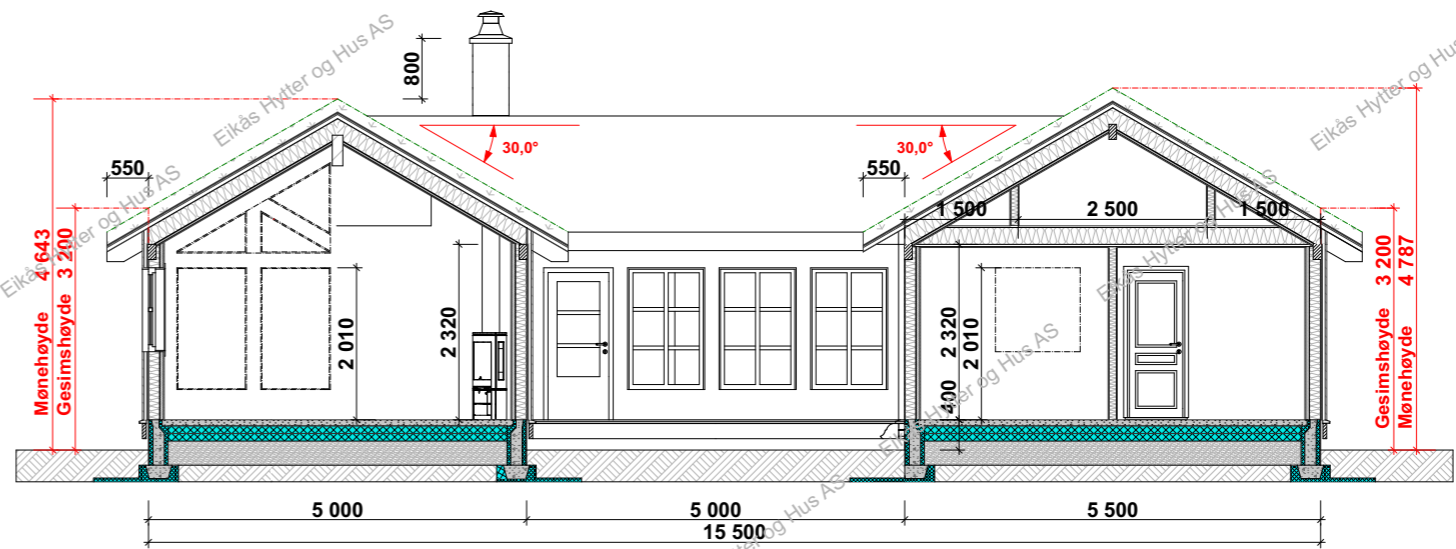 Eikås Hytter og Hus AS
Eikås Hytter og Hus
800
30,0°
30,0°
550
550
Eikås Hytter og Hus AS
Eikås Hytter og Hus AS
1 500
2 500
1 500
Mønehøyde 4 643
Gesimshøyde 3 200
2 010
2 320
2 320
2 010
400
Gesimshøyde 3 200
Mønehøyde 4 787
Eikås Hytter og Hus AS
5 000
5 000
5 500
15 500
tter og Hus AS